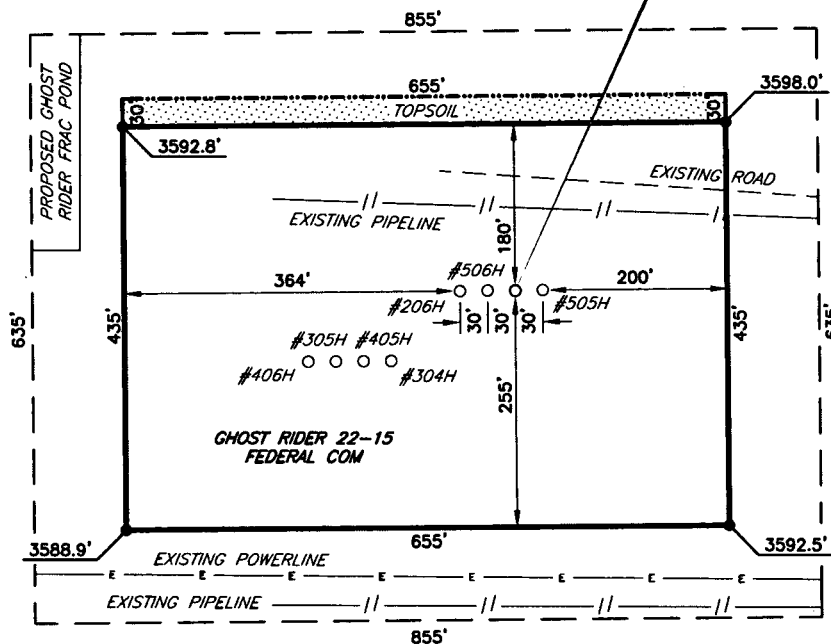 855'
PROPOSED GHOST
RIDER FRAC POND
655'
30'
TOPSOIL
30'
3598.0'
3592.8'
EXISTING ROAD
EXISTING PIPELINE
180'
364'
#506H
200'
#206H
#505H
30'
30'
30'
635'
435'
435'
635'
#305H
#405H
#406H
#304H
255'
GHOST RIDER 22-15
FEDERAL COM
3588.9'
655'
3592.5'
EXISTING POWERLINE
E E E E E E E E
EXISTING PIPELINE
855'